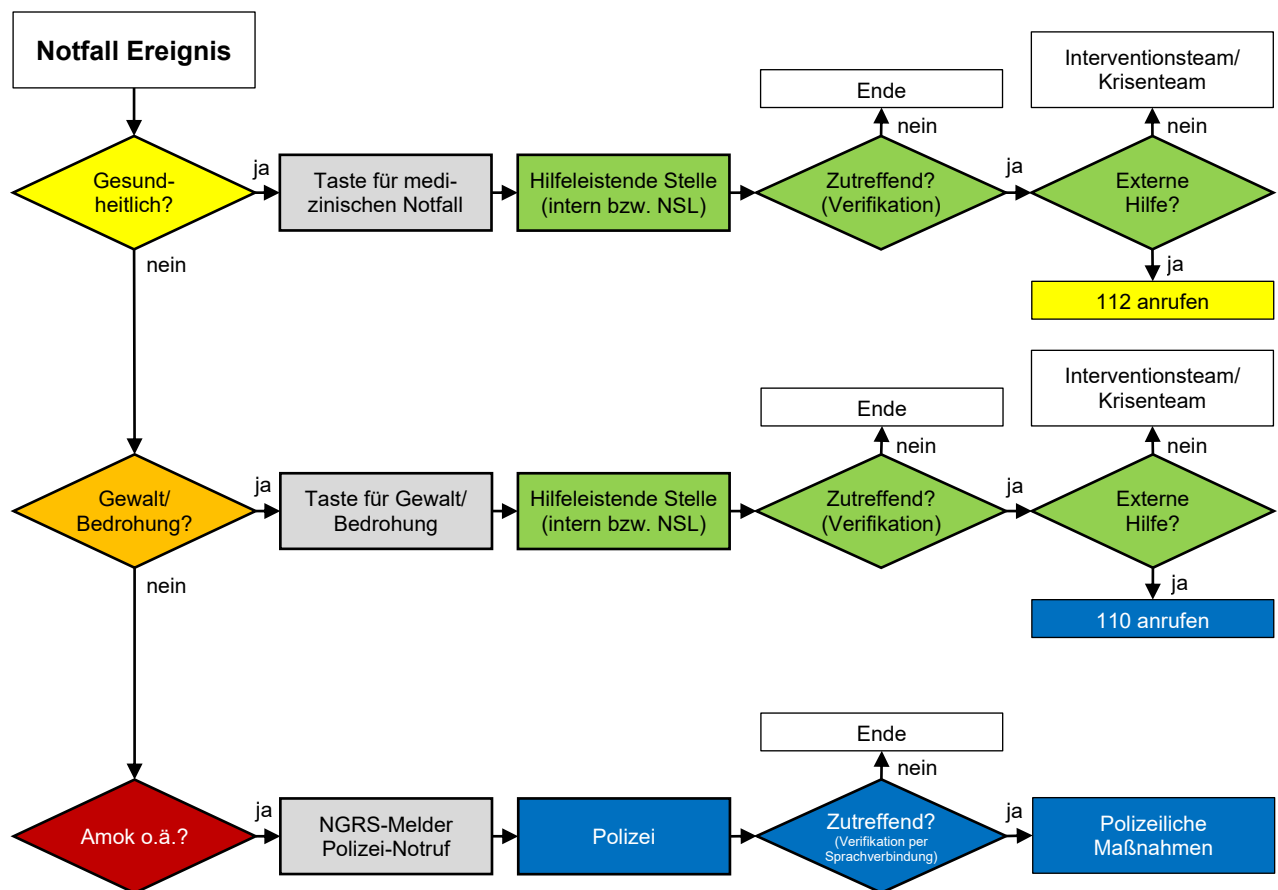 Notfall Ereignis
Gesund-
heitlich?
ja
nein
Taste für medi-
zinischen Notfall
Hilfeleistende Stelle
(intern bzw. NSL)
Zutreffend?
(Verifikation)
nein
Ende
ja
Externe
Hilfe?
nein
Interventionsteam/
Krisenteam
ja
112 anrufen
Gewalt/
Bedrohung?
ja
nein
Taste für Gewalt/
Bedrohung
Hilfeleistende Stelle
(intern bzw. NSL)
Zutreffend?
(Verifikation)
nein
Ende
ja
Externe
Hilfe?
nein
Interventionsteam/
Krisenteam
ja
110 anrufen
Amok o.ä.?
ja
NGRS-Melder
Polizei-Notruf
Polizei
Zutreffend?
(Verifikation per
Sprachverbindung)
nein
Ende
ja
Polizeiliche
Maßnahmen